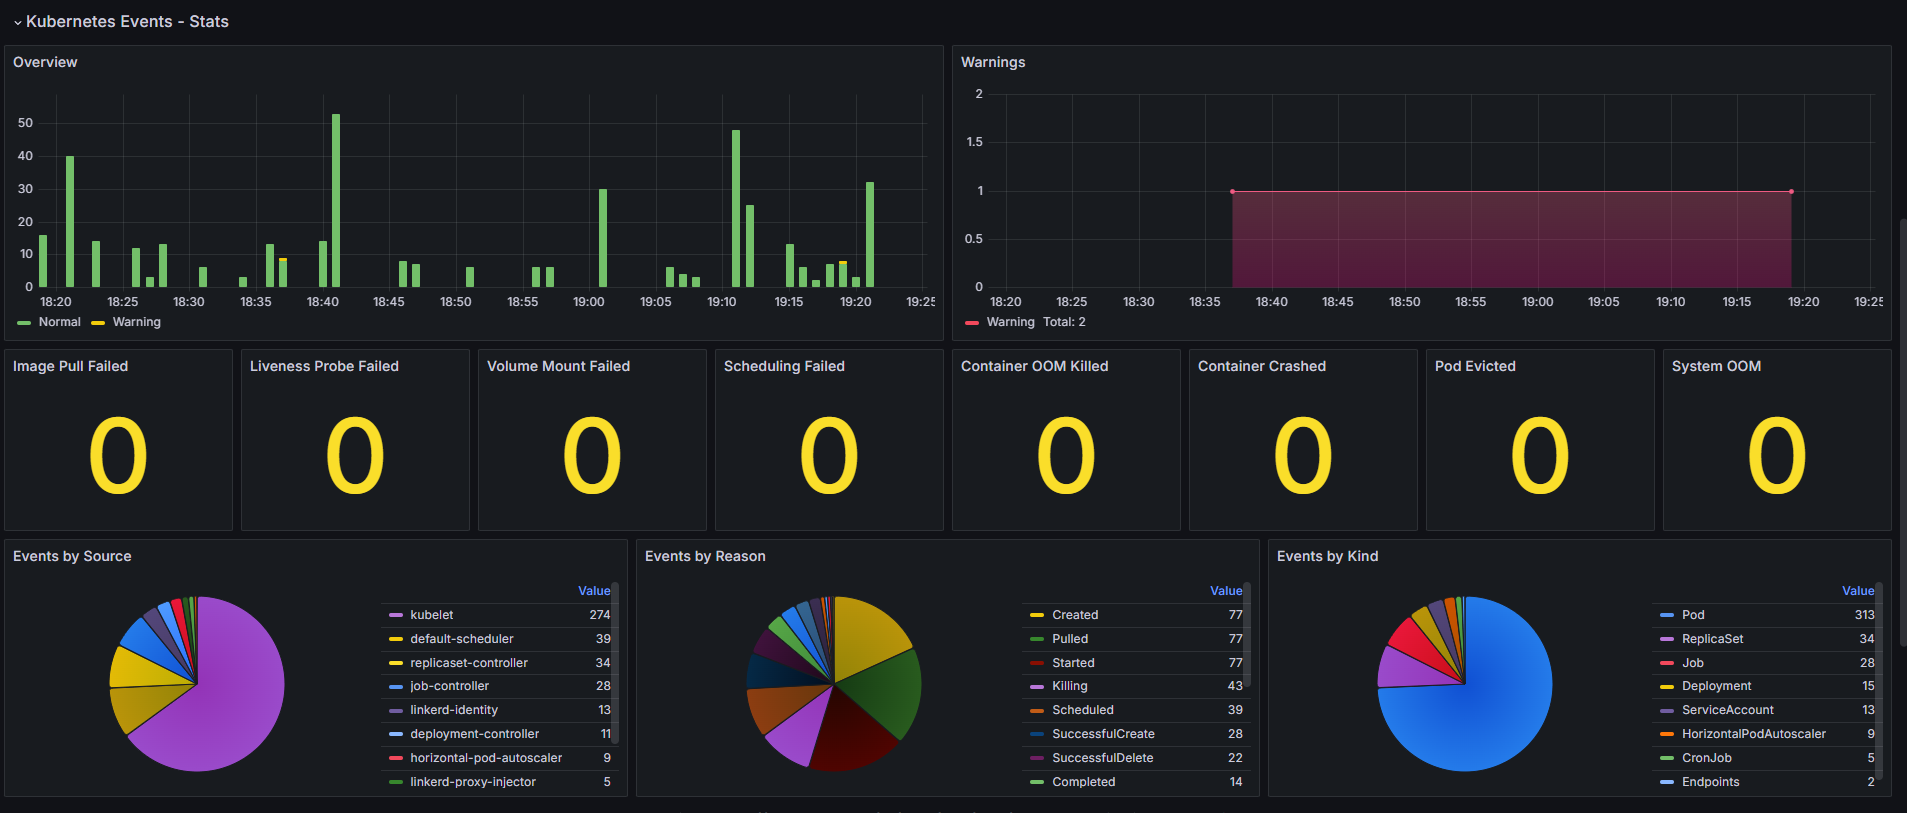 Kubernetes Events - Stats
Overview
50
40
30
20
10
0
18:20 18:25 18:30 18:35 18:40 18:45 18:50 18:55 19:00 19:05 19:10 19:15 19:20 19:25
Normal Warning
Warnings
2
1.5
1
0.5
0
18:20 18:25 18:30 18:35 18:40 18:45 18:50 18:55 19:00 19:05 19:10 19:15 19:20 19:25
Warning Total: 2
Image Pull Failed
0
Liveness Probe Failed
0
Volume Mount Failed
0
Scheduling Failed
0
Container OOM Killed
0
Container Crashed
0
Pod Evicted
0
System OOM
0
Events by Source
Value
kubelet 274
default-scheduler 39
replicaset-controller 34
job-controller 28
linkerd-identity 13
deployment-controller 11
horizontal-pod-autoscaler 9
linkerd-proxy-injector 5
Events by Reason
Value
Created 77
Pulled 77
Started 77
Killing 43
Scheduled 39
SuccessfulCreate 28
SuccessfulDelete 22
Completed 14
Events by Kind
Value
Pod 313
ReplicaSet 34
Job 28
Deployment 15
ServiceAccount 13
HorizontalPodAutoscaler 9
CronJob 5
Endpoints 2